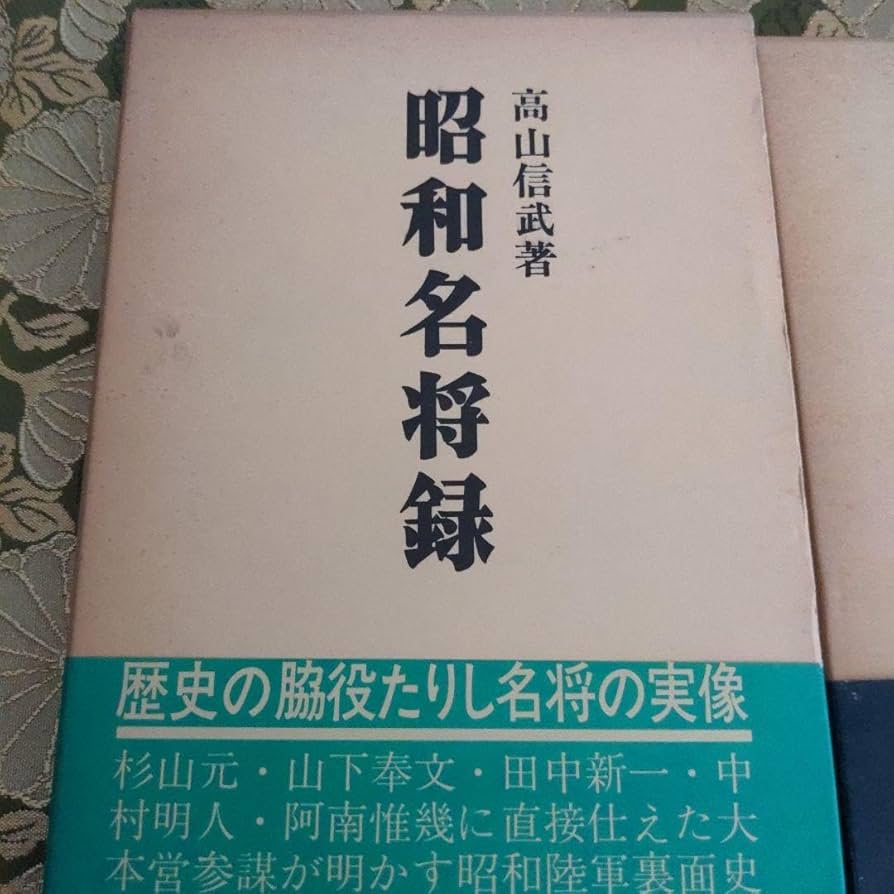 高山信武著
昭和名将録
歴史の脇役たりし名将の実像
杉山元・山下奉文・田中新一・中
村明人・阿南惟幾に直接仕えた大
本営参謀が明かす昭和陸軍裏面史